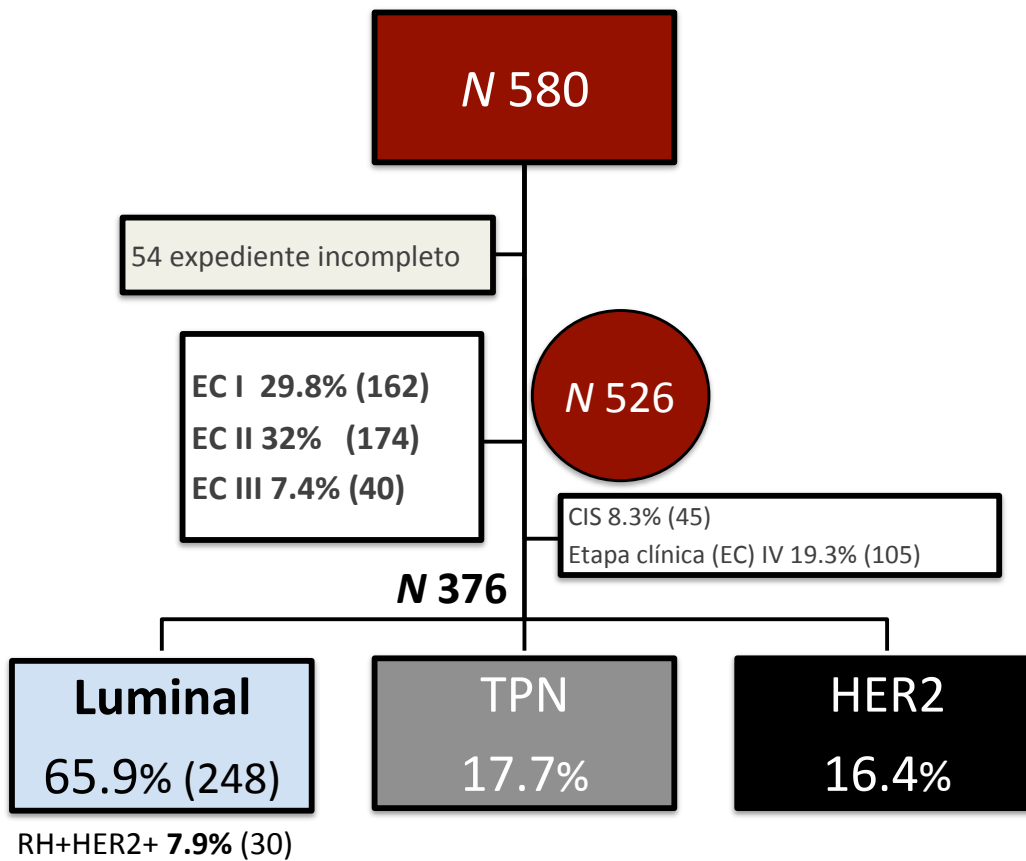 N 580
54 expediente incompleto
EC I 29.8% (162)
EC II 32% (174)
EC III 7.4% (40)
N 526
CIS 8.3% (45)
Etapa clínica (EC) IV 19.3% (105)
N 376
Luminal
65.9% (248)
TPN
17.7%
HER2
16.4%
RH+HER2+ 7.9% (30)